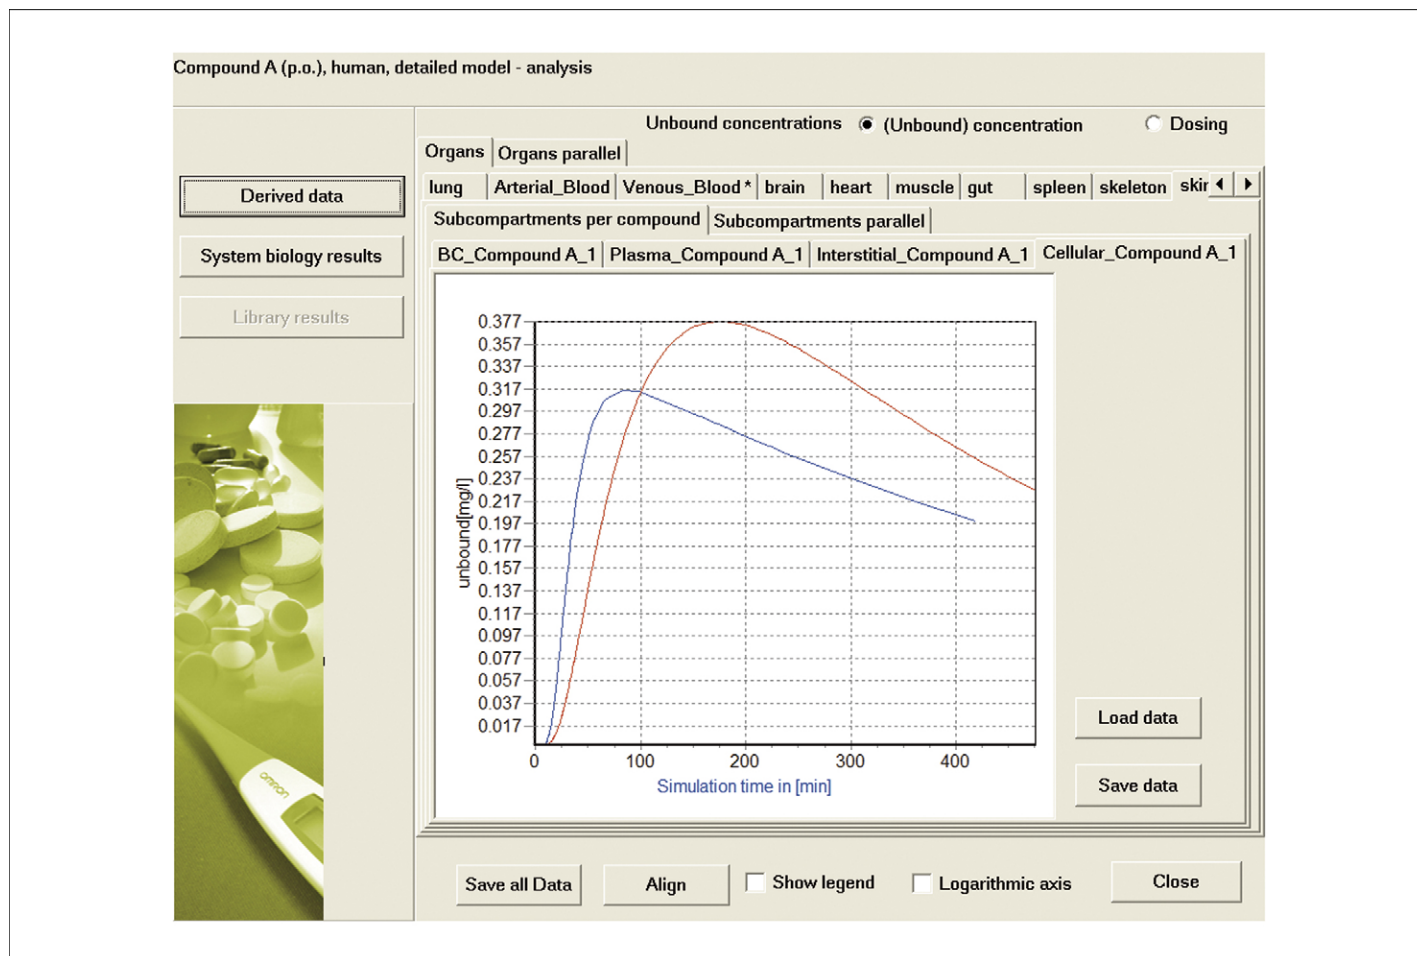 Compound A (p.o.), human, detailed model - analysis
Unbound concentrations (Unbound) concentration Dosing
Organs Organs parallel
lung Arterial_Blood Venous_Blood * brain heart muscle gut spleen skeleton skin
Subcompartments per compound Subcompartments parallel
BC_Compound A_1 Plasma_Compound A_1 Interstitial_Compound A_1 Cellular_Compound A_1
Derived data
System biology results
Library results
omron
unbound[mg/l]
0.377
0.357
0.337
0.317
0.297
0.277
0.257
0.237
0.217
0.197
0.177
0.157
0.137
0.117
0.097
0.077
0.057
0.037
0.017
0 100 200 300 400
Simulation time in [min]
Load data
Save data
Save all Data Align Show legend Logarithmic axis Close